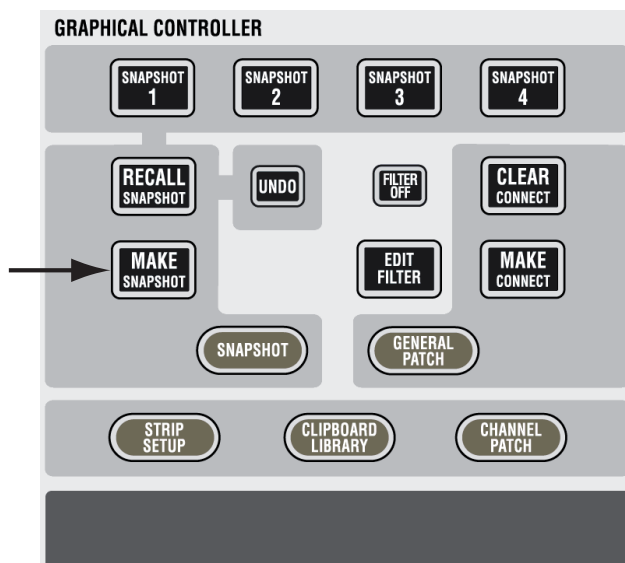 GRAPHICAL CONTROLLER
SNAPSHOT
1
SNAPSHOT
2
SNAPSHOT
3
SNAPSHOT
4
RECALL
SNAPSHOT
UNDO
FILTER
OFF
CLEAR
CONNECT
MAKE
SNAPSHOT
EDIT
FILTER
MAKE
CONNECT
SNAPSHOT
GENERAL
PATCH
STRIP
SETUP
CLIPBOARD
LIBRARY
CHANNEL
PATCH